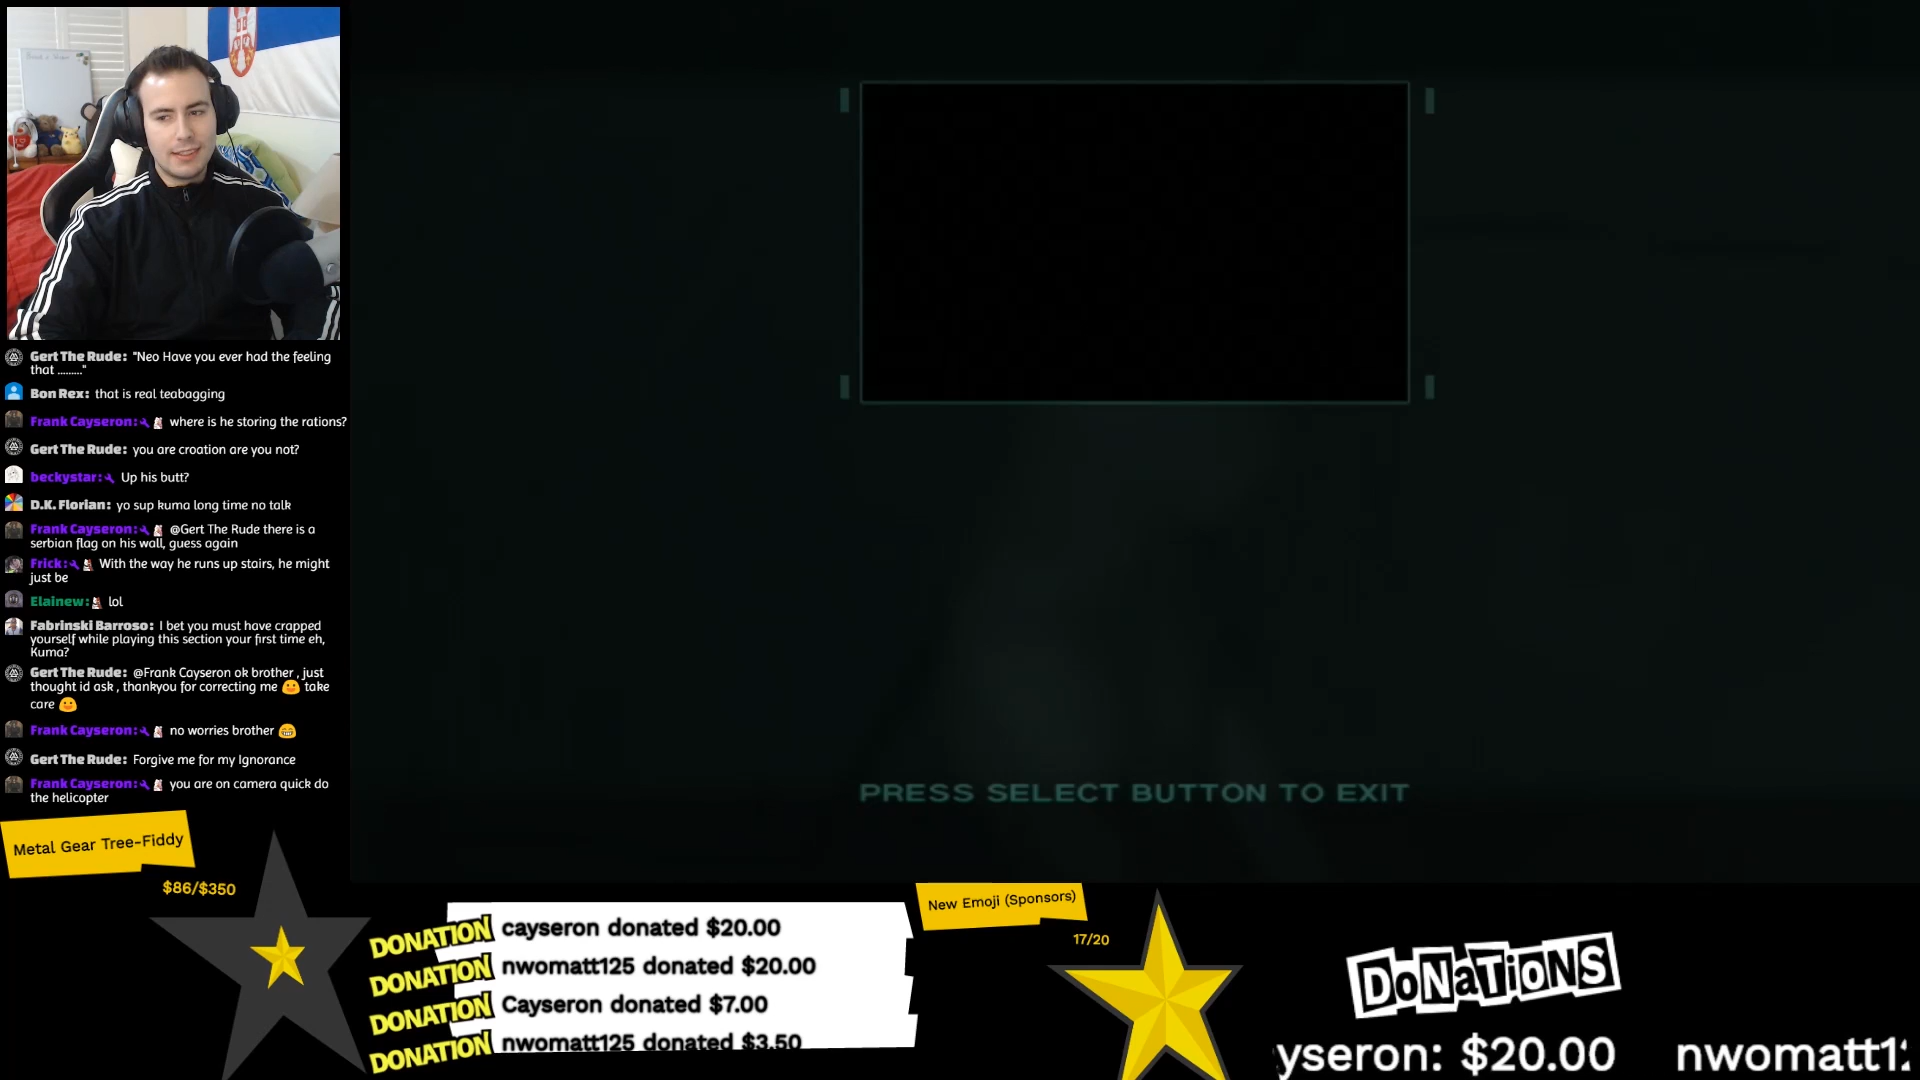 Gert The Rude: "Neo Have you ever had the feeling
that ........."
Bon Rex: that is real teabagging
Frank Cayseron: where is he storing the rations?
Gert The Rude: you are croation are you not?
beckystar: Up his butt?
D.K. Florian: yo sup kuma long time no talk
Frank Cayseron: @Gert The Rude there is a
serbian flag on his wall, guess again
Frick: With the way he runs up stairs, he might
just be
Elainew: lol
Fabrinski Barroso: I bet you must have crapped
yourself while playing this section your first time eh,
Kuma?
Gert The Rude: @Frank Cayseron ok brother , just
thought id ask , thankyou for correcting me 🙂 take
care 🙂
Frank Cayseron: no worries brother 😁
Gert The Rude: Forgive me for my Ignorance
Frank Cayseron: you are on camera quick do
the helicopter
PRESS SELECT BUTTON TO EXIT
Metal Gear Tree-Fiddy
$86/$350
DONATION cayseron donated $20.00
DONATION nwomatt125 donated $20.00
DONATION Cayseron donated $7.00
DONATION nwomatt125 donated $3.50
New Emoji (Sponsors)
17/20
DoNaTioNS
yseron: $20.00 nwomatt1